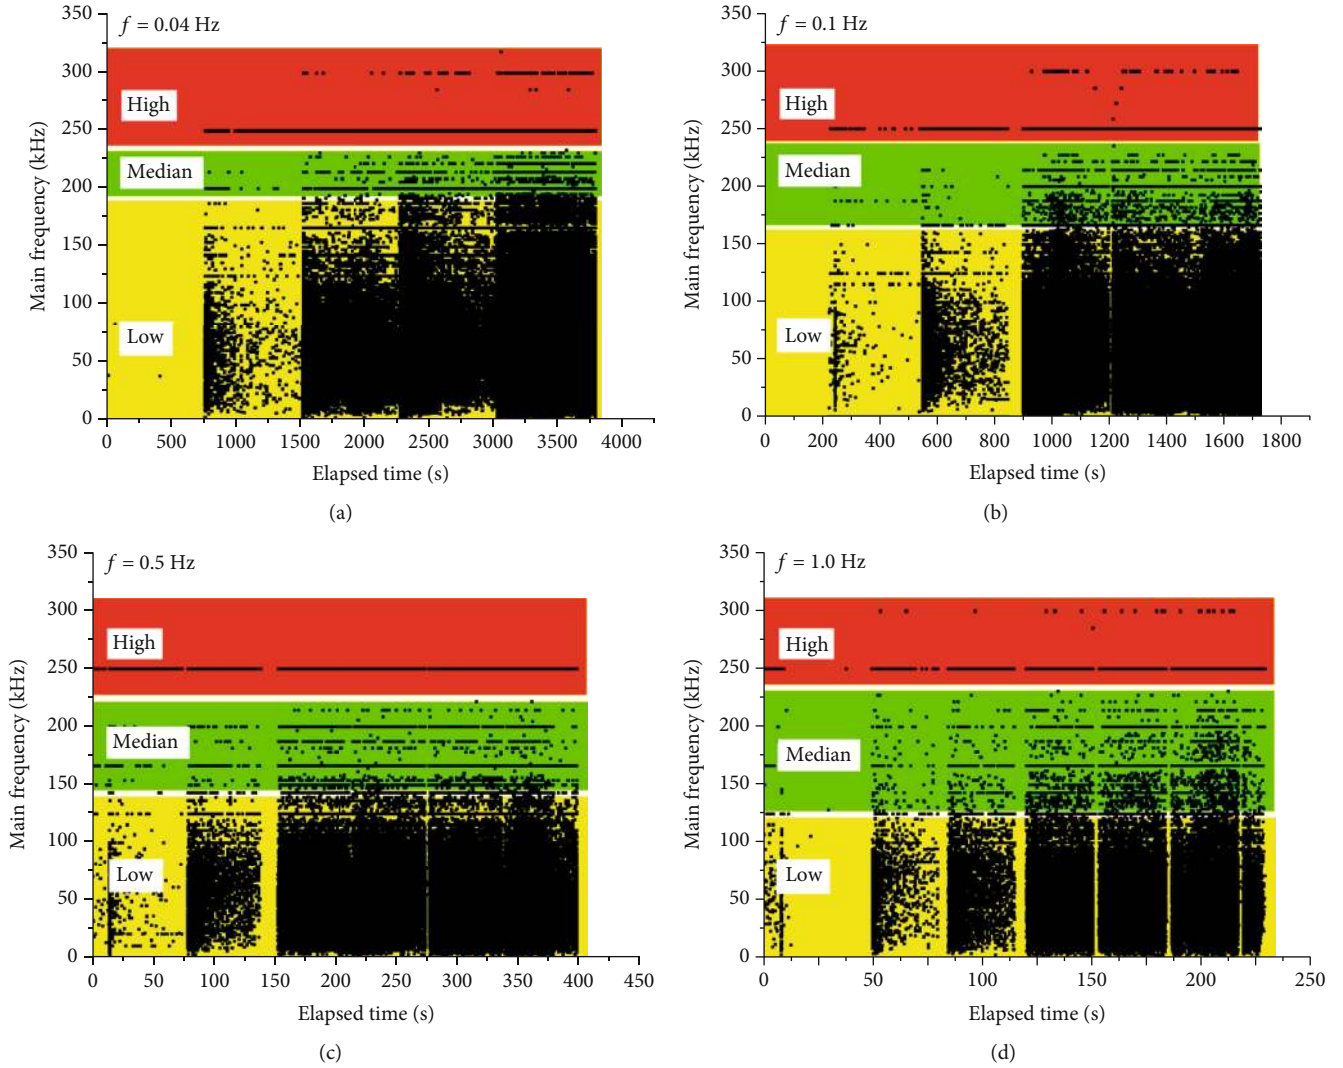 f = 0.04 Hz
350
300
250
200
150
100
50
0
High
Median
Low
Main frequency (kHz)
0 500 1000 1500 2000 2500 3000 3500 4000
Elapsed time (s)
(a)
f = 0.1 Hz
350
300
250
200
150
100
50
0
High
Median
Low
Main frequency (kHz)
0 200 400 600 800 1000 1200 1400 1600 1800
Elapsed time (s)
(b)
f = 0.5 Hz
350
300
250
200
150
100
50
0
High
Median
Low
Main frequency (kHz)
0 50 100 150 200 250 300 350 400 450
Elapsed time (s)
(c)
f = 1.0 Hz
350
300
250
200
150
100
50
0
High
Median
Low
Main frequency (kHz)
0 50 100 150 200 250
Elapsed time (s)
(d)